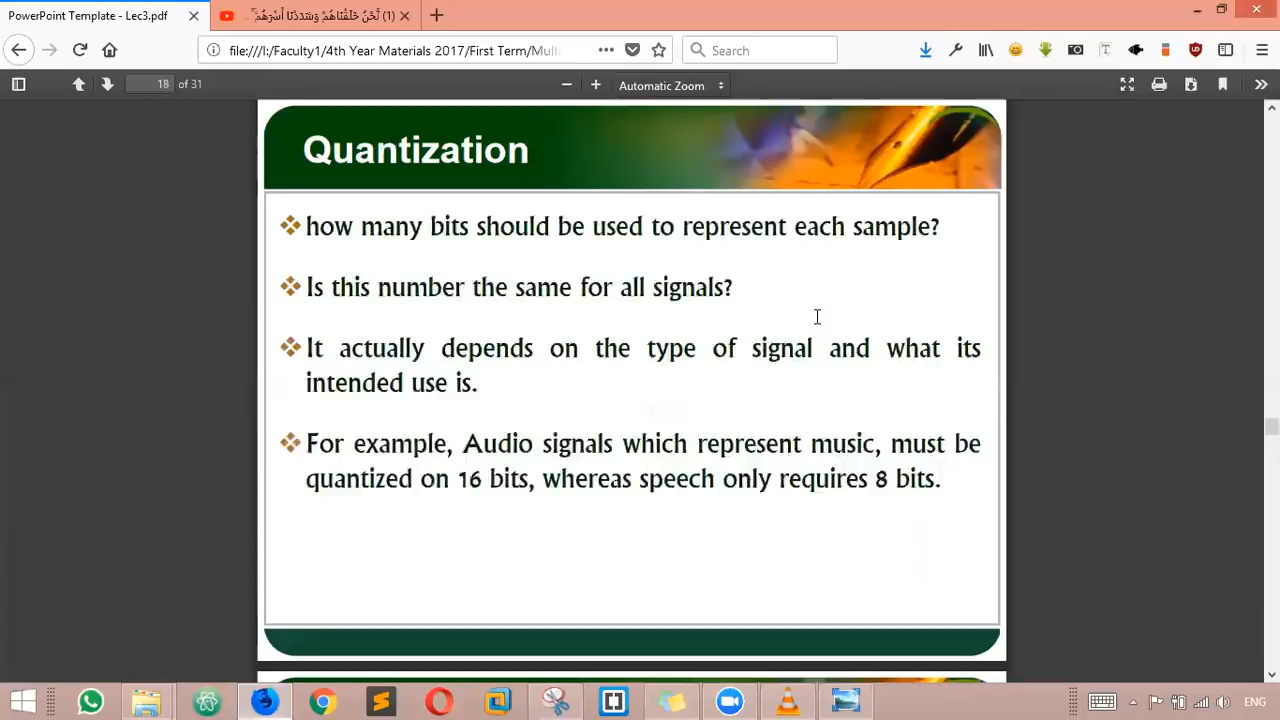 PowerPoint Template - Lec3.pdf
(1) نَّحْنُ خَلَقْنَاهُمْ وَشَدَدْنَا أَسْرَهُمْ
file:///I:/Faculty1/4th Year Materials 2017/First Term/Mult
Search
18 of 31
Automatic Zoom
Quantization
how many bits should be used to represent each sample?
Is this number the same for all signals?
It actually depends on the type of signal and what its
intended use is.
For example, Audio signals which represent music, must be
quantized on 16 bits, whereas speech only requires 8 bits.
ENG